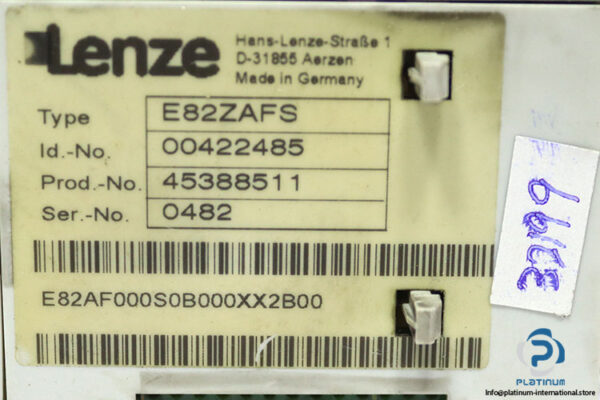 Lenze
Hans-Lenze-Straße 1
D-31855 Aerzen
Made in Germany
Type E82ZAFS
Id.-No. 00422485
Prod.-No. 45388511
Ser.-No. 0482
E82AF000S0B000XX2B00
PLATINUM
Info@platinum-international.store